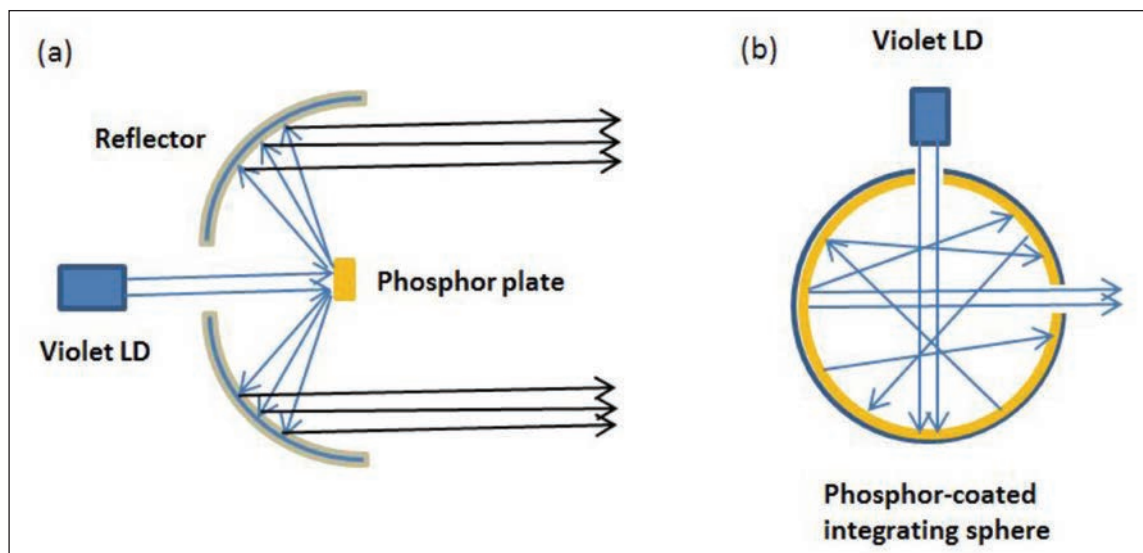 (a)
Reflector
Phosphor plate
Violet LD
(b)
Violet LD
Phosphor-coated
integrating sphere